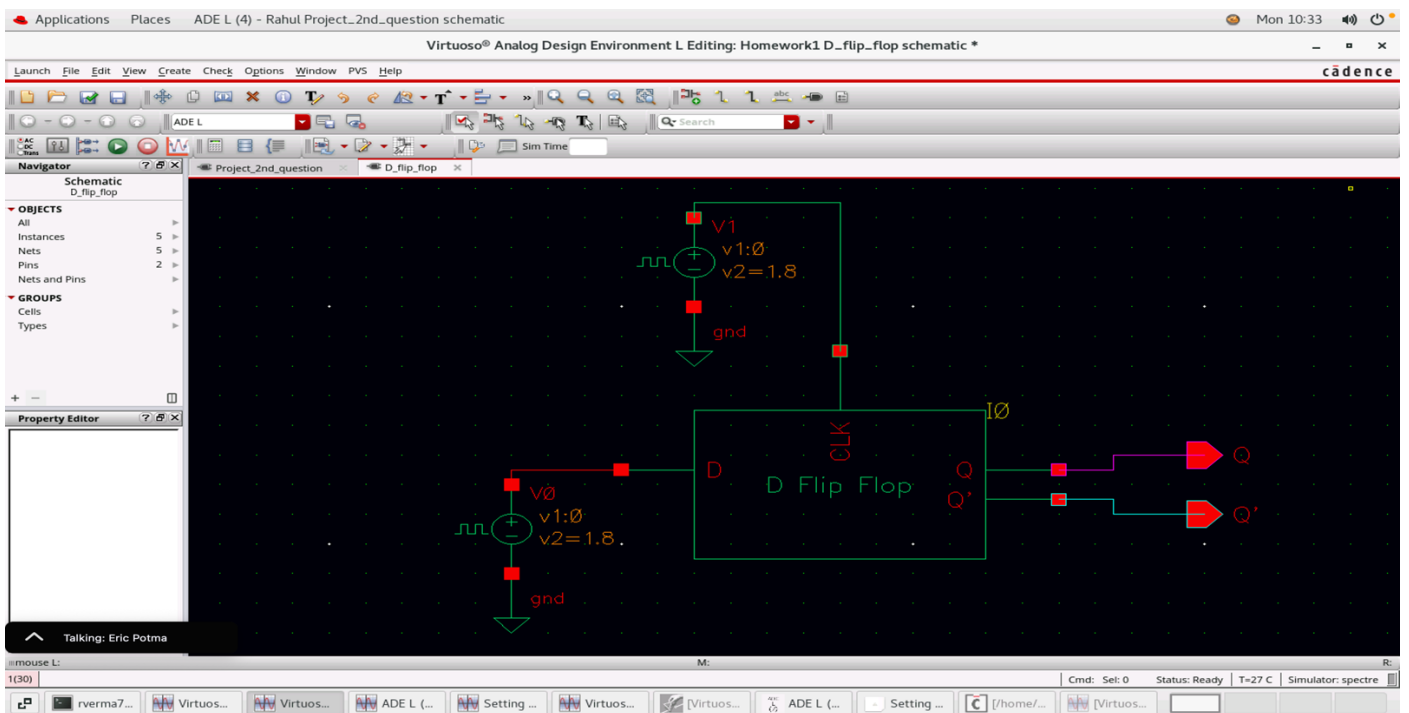 Applications Places ADE L (4) - Rahul Project_2nd_question schematic Mon 10:33
Virtuoso® Analog Design Environment L Editing: Homework1 D_flip_flop schematic *
Launch File Edit View Create Check Options Window PVS Help cādence
ADE L Search
Sim Time
Navigator Project_2nd_question D_flip_flop
Schematic
D_flip_flop
OBJECTS
All
Instances 5
Nets 5
Pins 2
Nets and Pins
GROUPS
Cells
Types
Property Editor
V1
v1:Ø
v2=1.8
gnd
IØ
CLK
D Q Q
D Flip Flop
Q' Q'
VØ
v1:Ø
v2=1.8
gnd
Talking: Eric Potma
mouse L: M: R:
1(30) Cmd: Sel: 0 Status: Ready T=27 C Simulator: spectre
rverma7... Virtuos... Virtuos... ADE L (... Setting ... Virtuos... [Virtuos... ADE L (... Setting ... [/home/... [Virtuos...